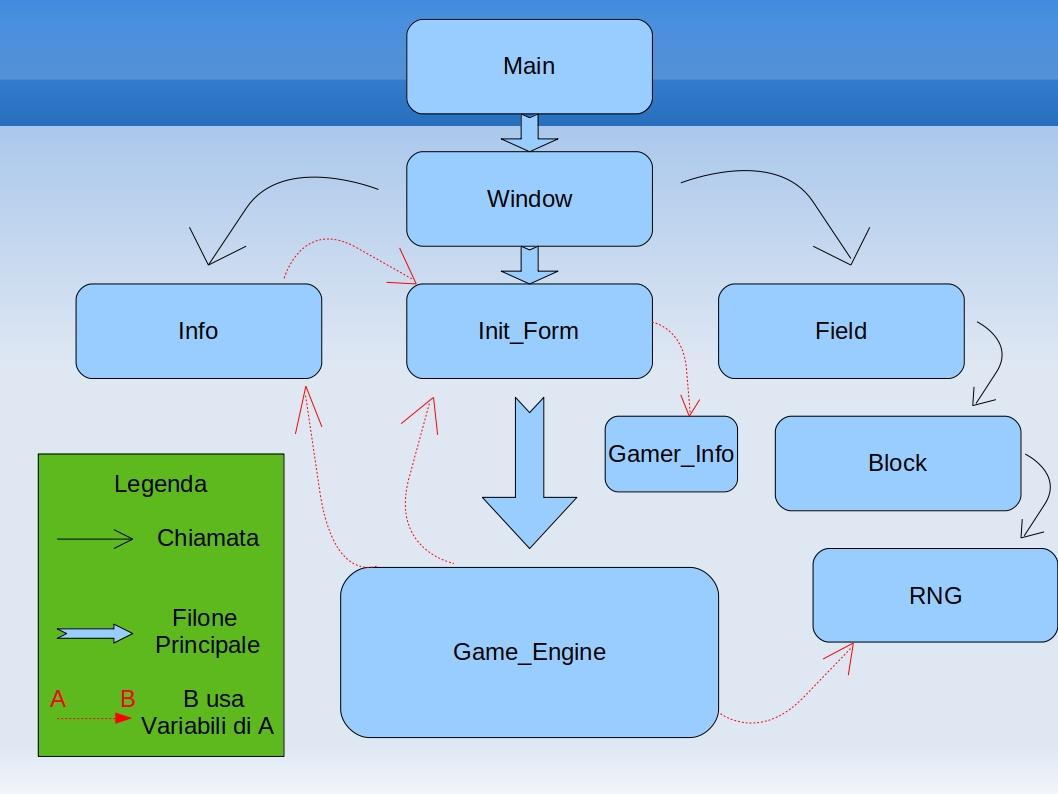 Main
Window
Info
Init_Form
Field
Gamer_Info
Block
Legenda
Chiamata
Filone
Principale
A
B
B usa
Variabili di A
RNG
Game_Engine